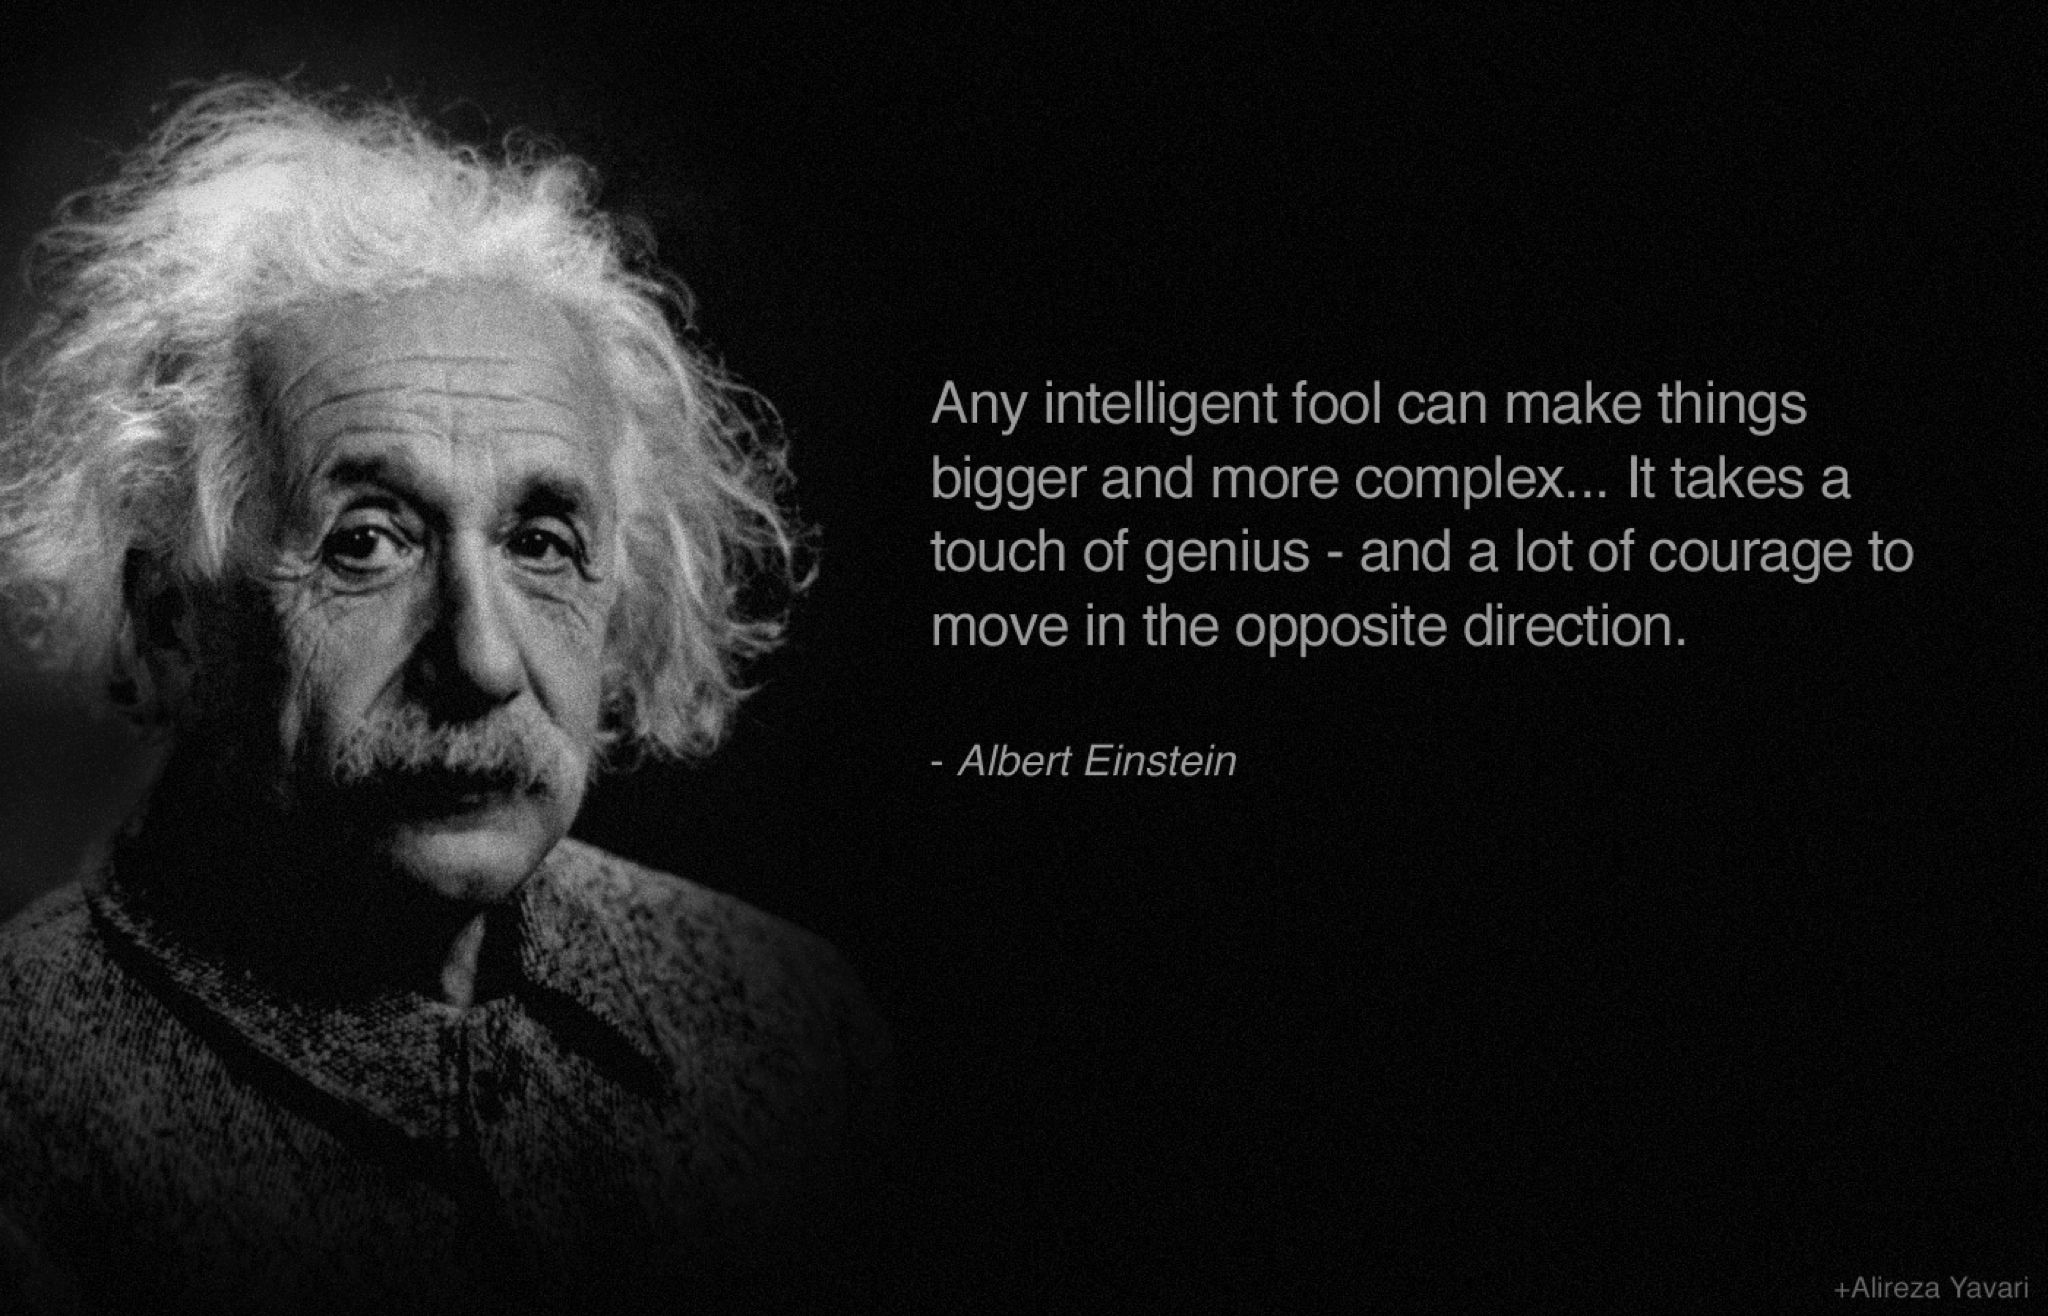 Any intelligent fool can make things
bigger and more complex... It takes a
touch of genius - and a lot of courage to
move in the opposite direction.
- Albert Einstein
+Alireza Yavari